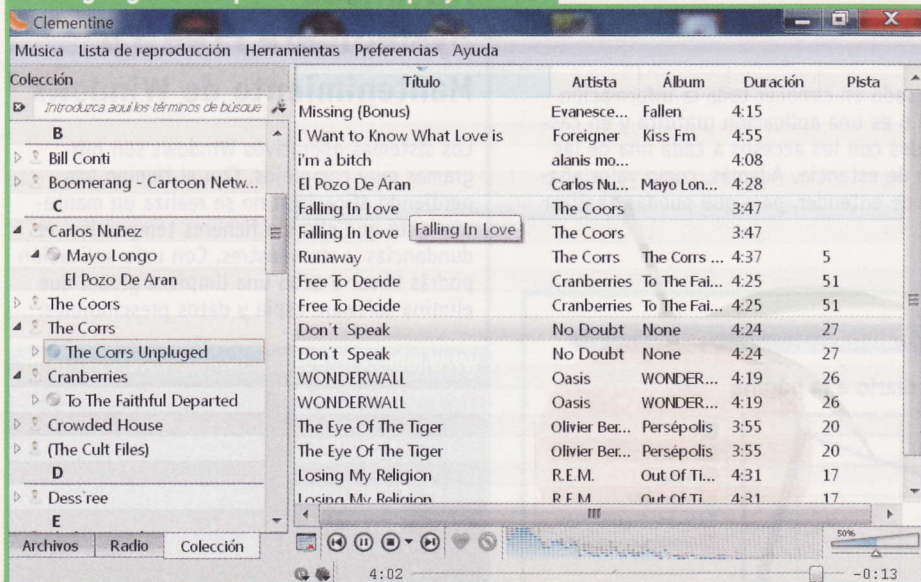 Clementine
Música Lista de reproducción Herramientas Preferencias Ayuda
Colección
Introduzca aquí los términos de búsque
B
Bill Conti
Boomerang - Cartoon Netw...
C
Carlos Nuñez
Mayo Longo
El Pozo De Aran
The Coors
The Corrs
The Corrs Unpluged
Cranberries
To The Faithful Departed
Crowded House
(The Cult Files)
D
Dess'ree
E
Archivos Radio Colección
Título Artista Álbum Duración Pista
Missing (Bonus) Evanesce... Fallen
I Want to Know What Love is Foreigner Kiss Fm 4:55
i'm a bitch alanis mo... 4:08
El Pozo De Aran Carlos Nu... Mayo Lon... 4:28
Falling In Love The Coors 3:47
Falling In Love Falling In Love The Coors 3:47
Runaway The Corrs The Corrs ... 4:37 5
Free To Decide Cranberries To The Fai... 4:25 51
Free To Decide Cranberries To The Fai... 4:25 51
Don't Speak No Doubt None 4:24 27
Don't Speak No Doubt None 4:24 27
WONDERWALL Oasis WONDER... 4:19 26
WONDERWALL Oasis WONDER... 4:19 26
The Eye Of The Tiger Olivier Ber... Persépolis 3:55 20
The Eye Of The Tiger Olivier Ber... Persépolis 3:55 20
Losing My Religion R.E.M. Out Of Ti... 4:31 17
Losing My Religion R.E.M. Out Of Ti... 4:31 17
50%
4:02 -0:13